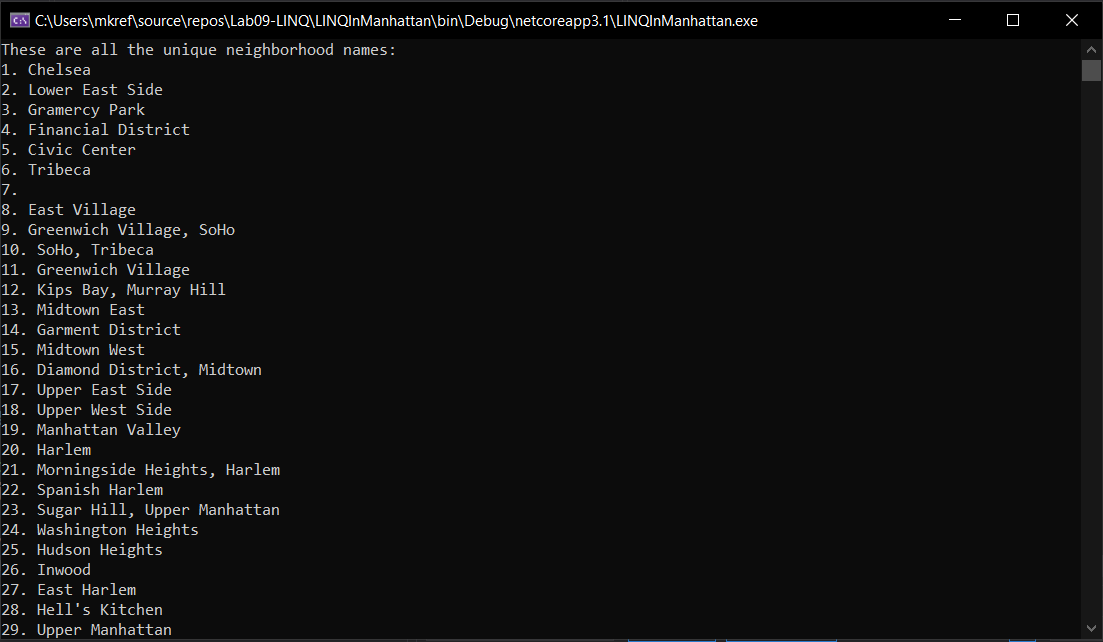 C:\Users\mkref\source\repos\Lab09-LINQ\LINQInManhattan\bin\Debug\netcoreapp3.1\LINQInManhattan.exe
These are all the unique neighborhood names:
1. Chelsea
2. Lower East Side
3. Gramercy Park
4. Financial District
5. Civic Center
6. Tribeca
7.
8. East Village
9. Greenwich Village, SoHo
10. SoHo, Tribeca
11. Greenwich Village
12. Kips Bay, Murray Hill
13. Midtown East
14. Garment District
15. Midtown West
16. Diamond District, Midtown
17. Upper East Side
18. Upper West Side
19. Manhattan Valley
20. Harlem
21. Morningside Heights, Harlem
22. Spanish Harlem
23. Sugar Hill, Upper Manhattan
24. Washington Heights
25. Hudson Heights
26. Inwood
27. East Harlem
28. Hell's Kitchen
29. Upper Manhattan